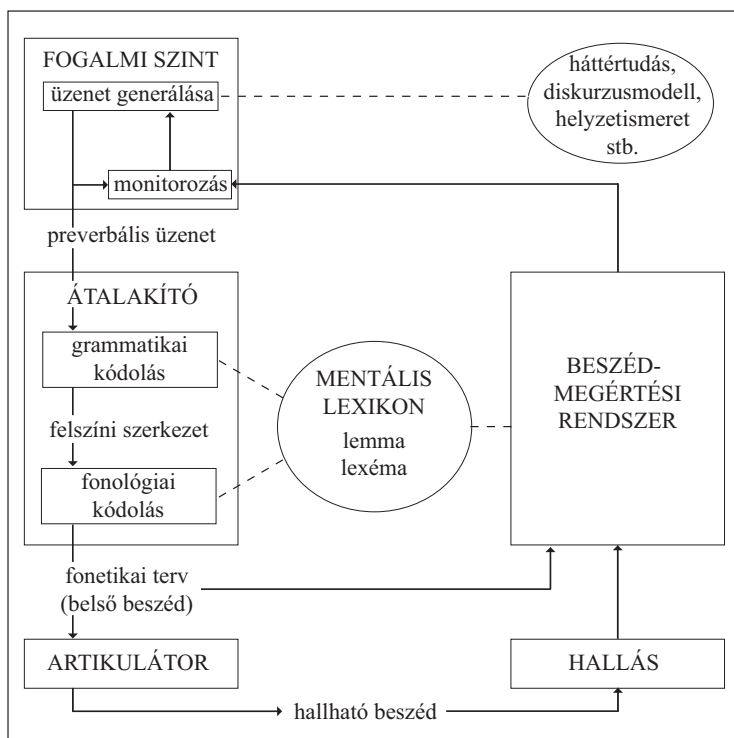 FOGALMI SZINT
üzenet generálása
monitorozás
háttértudás,
diskurzusmodell,
helyzetismeret
stb.
preverbális üzenet
ÁTALAKÍTÓ
grammatikai
kódolás
felszíni szerkezet
fonológiai
kódolás
MENTÁLIS
LEXIKON
lemma
lexéma
BESZÉD-
MEGÉRTÉSI
RENDSZER
fonetikai terv
(belső beszéd)
ARTIKULÁTOR
HALLÁS
hallható beszéd